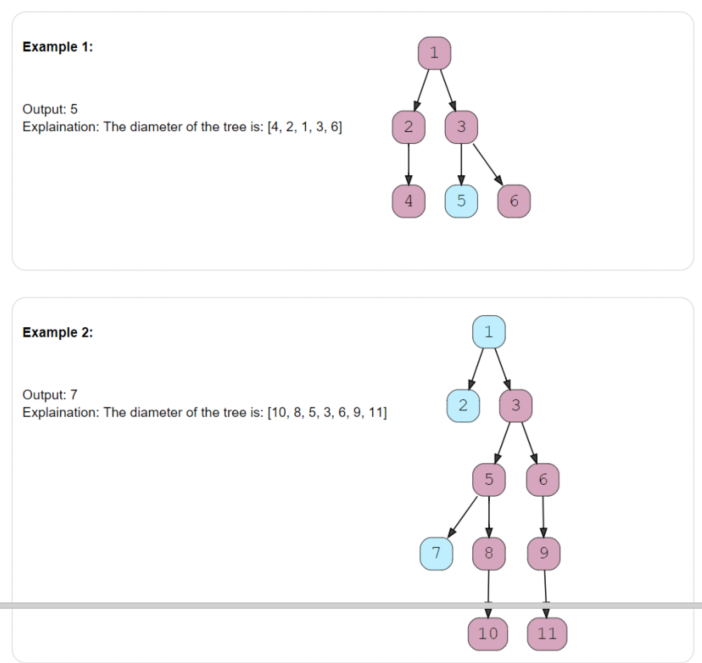 Example 1:
Output: 5
Explaination: The diameter of the tree is: [4, 2, 1, 3, 6]
1
2 3
4 5 6
Example 2:
Output: 7
Explaination: The diameter of the tree is: [10, 8, 5, 3, 6, 9, 11]
1
2 3
5 6
7 8 9
10 11